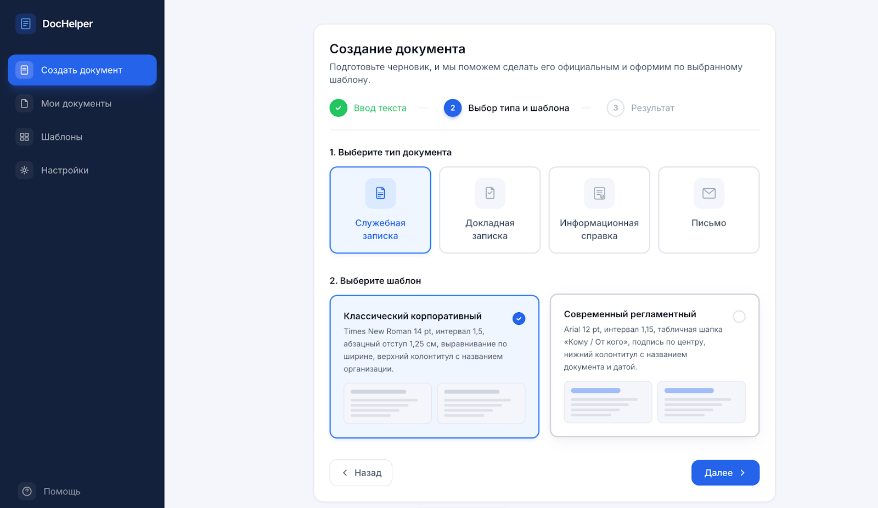 DocHelper
Создать документ
Мои документы
Шаблоны
Настройки
Помощь
Создание документа
Подготовьте черновик, и мы поможем сделать его официальным и оформим по выбранному
шаблону.
Ввод текста
2 Выбор типа и шаблона
3 Результат
1. Выберите тип документа
Служебная
записка
Докладная
записка
Информационная
справка
Письмо
2. Выберите шаблон
Классический корпоративный
Times New Roman 14 pt, интервал 1,5,
абзацный отступ 1,25 см, выравнивание по
ширине, верхний колонтитул с названием
организации.
Современный регламентный
Arial 12 pt, интервал 1,15, табличная шапка
«Кому / От кого», подпись по центру,
нижний колонтитул с названием
документа и датой.
Назад
Далее